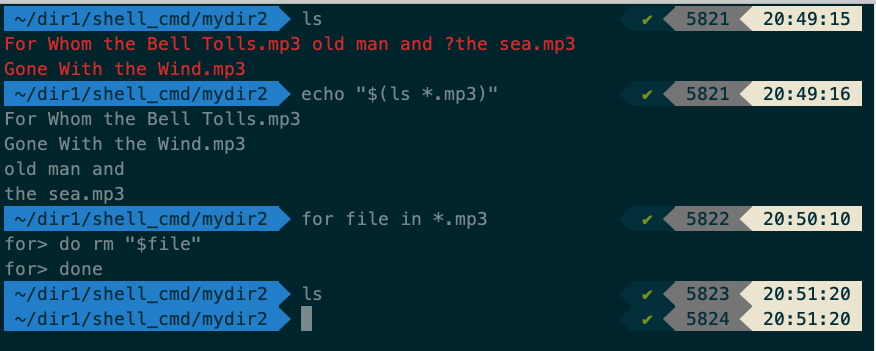 ~/dir1/shell_cmd/mydir2 ls ✔ 5821 20:49:15
For Whom the Bell Tolls.mp3 old man and ?the sea.mp3
Gone With the Wind.mp3
~/dir1/shell_cmd/mydir2 echo "$(ls *.mp3)" ✔ 5821 20:49:16
For Whom the Bell Tolls.mp3
Gone With the Wind.mp3
old man and
the sea.mp3
~/dir1/shell_cmd/mydir2 for file in *.mp3 ✔ 5822 20:50:10
for> do rm "$file"
for> done
~/dir1/shell_cmd/mydir2 ls ✔ 5823 20:51:20
~/dir1/shell_cmd/mydir2 ✔ 5824 20:51:20